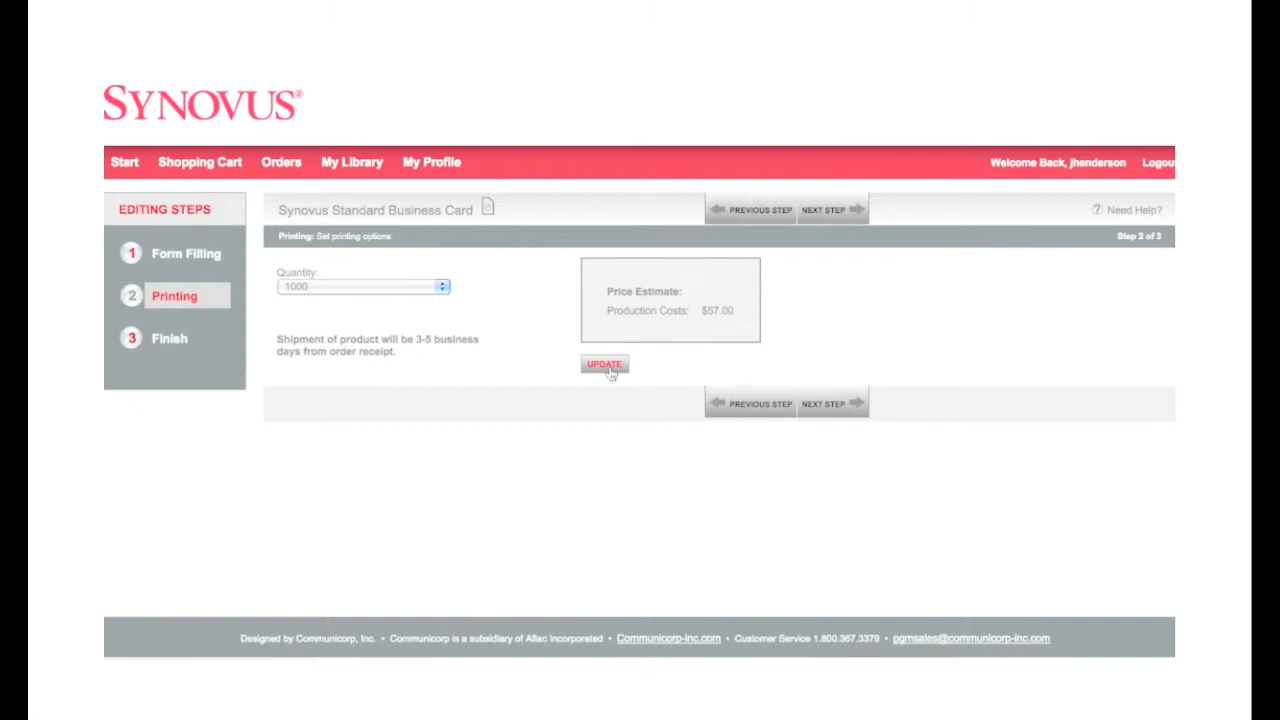 SYNOVUS®
Start Shopping Cart Orders My Library My Profile Welcome Back, jhenderson
EDITING STEPS
1 Form Filling
2 Printing
3 Finish
Synovus Standard Business Card
PREVIOUS STEP NEXT STEP
? Need Help?
Printing: Set printing options
Step 2 of 3
Quantity:
1000
Shipment of product will be 3-5 business
days from order receipt.
Price Estimate:
Production Costs: $57.00
UPDATE
PREVIOUS STEP NEXT STEP
Designed by Communicorp, Inc. • Communicorp is a subsidiary of Aflac Incorporated • Communicorp-inc.com • Customer Service 1.800.367.3379 • pgmsales@communicorp-inc.com